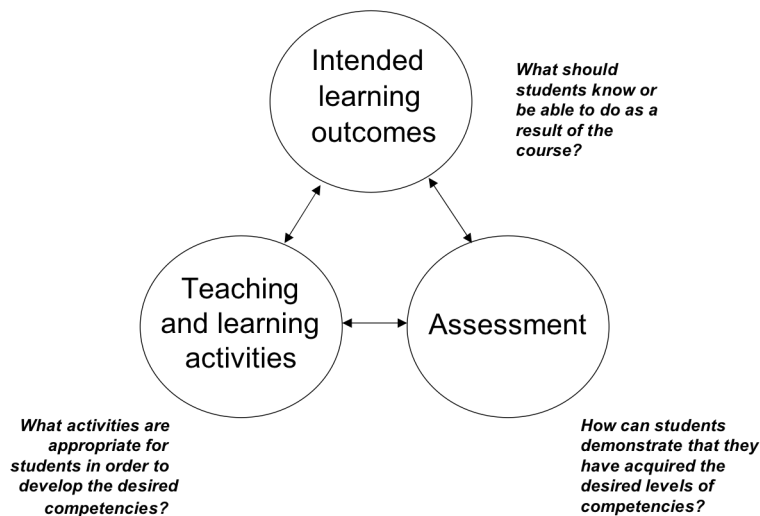 Intended
learning
outcomes
What should
students know or
be able to do as a
result of the
course?
Teaching
and learning
activities
Assessment
What activities are
appropriate for
students in order to
develop the desired
competencies?
How can students
demonstrate that they
have acquired the
desired levels of
competencies?